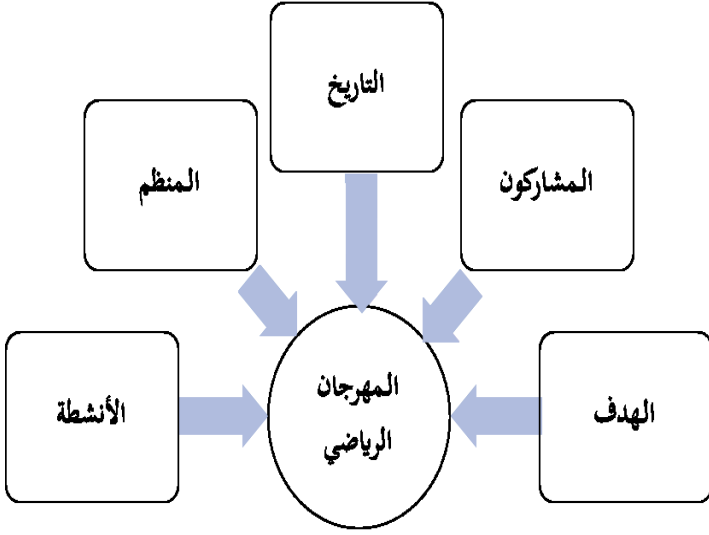 التاريخ
المشاركون
المنظم
الهدف
المهرجان
الرياضي
الأنشطة